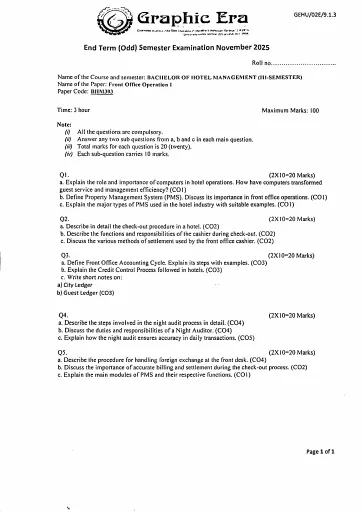 Graphic Era
GEHU/02E/9.1.3
End Term (Odd) Semester Examination November 2025
Roll no................................
Name of the Course and semester: BACHELOR OF HOTEL MANAGEMENT (III-SEMESTER)
Name of the Paper: Front Office Operation I
Paper Code: BHM303
Time: 3 hour Maximum Marks: 100
Note:
(i) All the questions are compulsory.
(ii) Answer any two sub questions from a, b and c in each main question.
(iii) Total marks for each question is 20 (twenty).
(iv) Each sub-question carries 10 marks.
Q1. (2X10=20 Marks)
a. Explain the role and importance of computers in hotel operations. How have computers transformed
guest service and management efficiency? (CO1)
b. Define Property Management System (PMS). Discuss its importance in front office operations. (CO1)
c. Explain the major types of PMS used in the hotel industry with suitable examples. (CO1)
Q2. (2X10=20 Marks)
a. Describe in detail the check-out procedure in a hotel. (CO2)
b. Describe the functions and responsibilities of the cashier during check-out. (CO2)
c. Discuss the various methods of settlement used by the front office cashier. (CO2)
Q3. (2X10=20 Marks)
a. Define Front Office Accounting Cycle. Explain its steps with examples. (CO3)
b. Explain the Credit Control Process followed in hotels. (CO3)
c. Write short notes on:
a) City Ledger
b) Guest Ledger (CO3)
Q4. (2X10=20 Marks)
a. Describe the steps involved in the night audit process in detail. (CO4)
b. Discuss the duties and responsibilities of a Night Auditor. (CO4)
c. Explain how the night audit ensures accuracy in daily transactions. (CO5)
Q5. (2X10=20 Marks)
a. Describe the procedure for handling foreign exchange at the front desk. (CO4)
b. Discuss the importance of accurate billing and settlement during the check-out process. (CO2)
c. Explain the main modules of PMS and their respective functions. (CO1)
Page 1 of 1